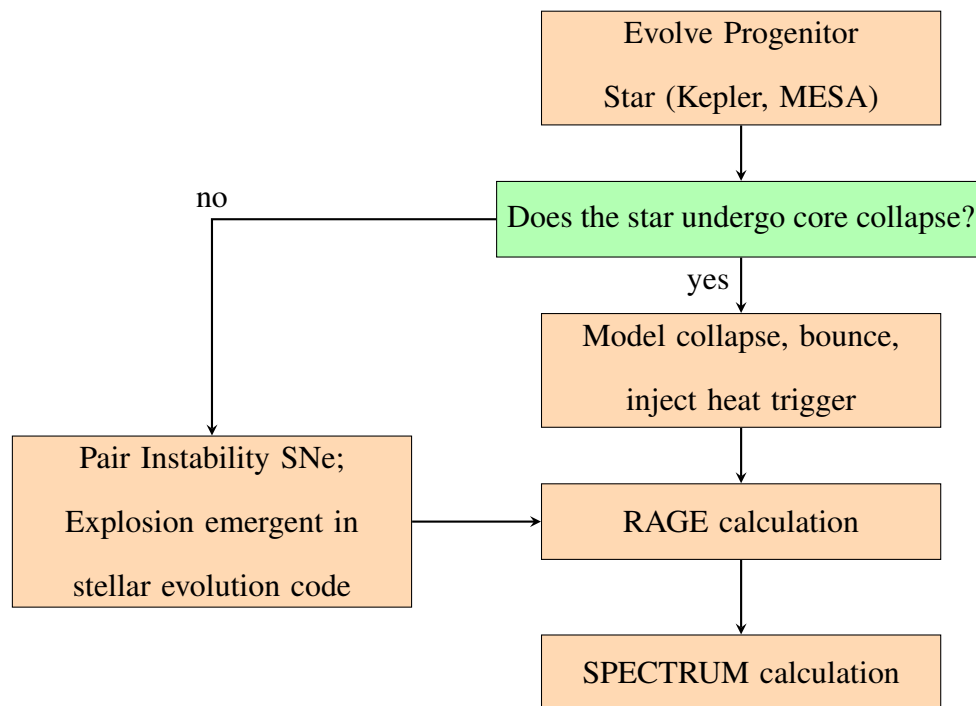 Evolve Progenitor
Star (Kepler, MESA)
no
Does the star undergo core collapse?
yes
Model collapse, bounce,
inject heat trigger
Pair Instability SNe;
Explosion emergent in
stellar evolution code
RAGE calculation
SPECTRUM calculation